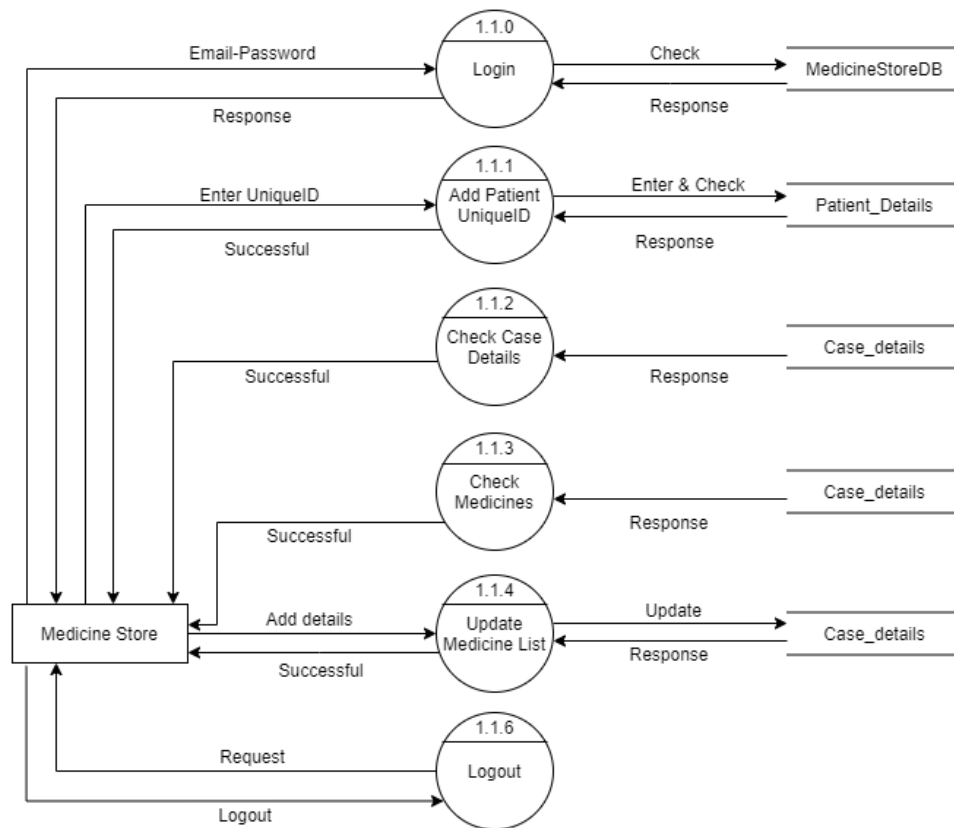 1.1.0
Email-Password
Login
Check
MedicineStoreDB
Response
Response
1.1.1
Enter UniqueID
Add Patient
UniqueID
Enter & Check
Patient_Details
Successful
Response
1.1.2
Check Case
Details
Case_details
Successful
Response
1.1.3
Check
Medicines
Case_details
Successful
Response
1.1.4
Medicine Store
Add details
Update
Medicine List
Update
Case_details
Successful
Response
1.1.6
Request
Logout
Logout